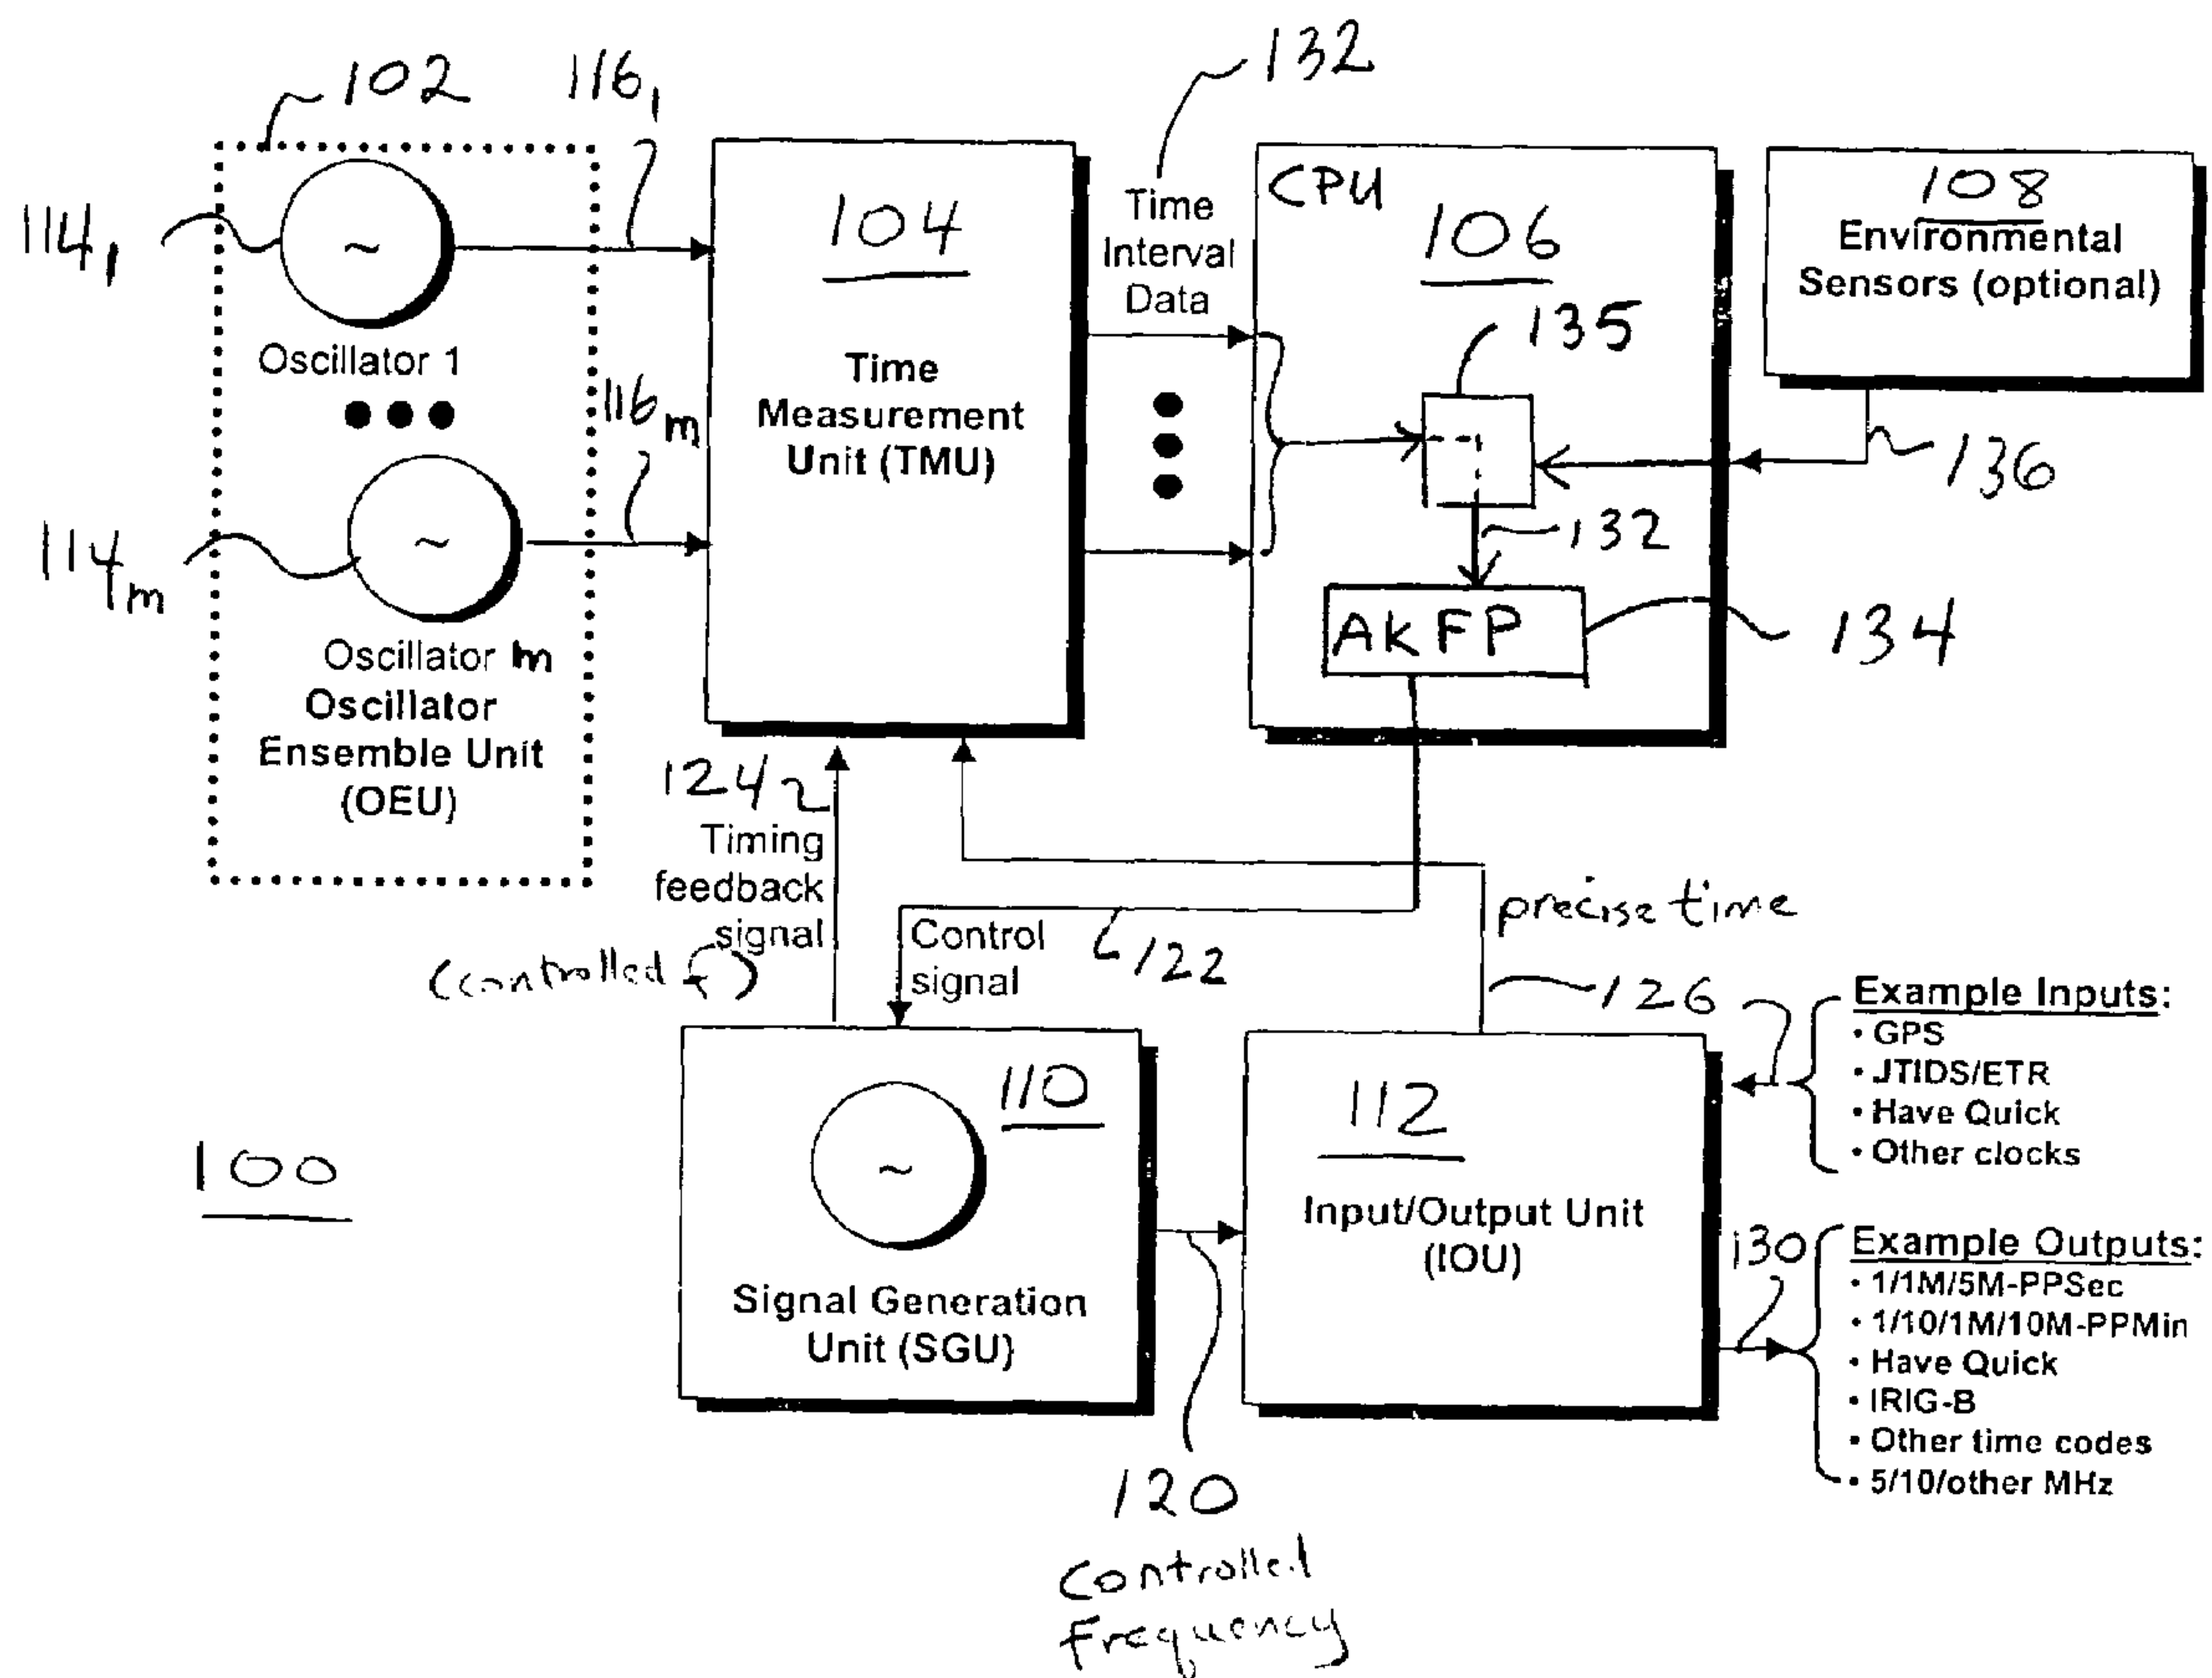 102
116₁
132
114₁
~
Oscillator 1
116m
114m
~
Oscillator m
Oscillator
Ensemble Unit
(OEU)
104
Time
Measurement
Unit (TMU)
Time
Interval
Data
CPU
106
135
132
AKFP
134
108
Environmental
Sensors (optional)
136
124
Timing
feedback
signal
(controlled f)
Control
signal
122
precise time
126
100
110
~
Signal Generation
Unit (SGU)
120
Controlled
Frequency
112
Input/Output Unit
(IOU)
Example Inputs:
• GPS
• JTIDS/ETR
• Have Quick
• Other clocks
130
Example Outputs:
• 1/1M/5M-PPSec
• 1/10/1M/10M-PPMin
• Have Quick
• IRIG-B
• Other time codes
• 5/10/other MHz